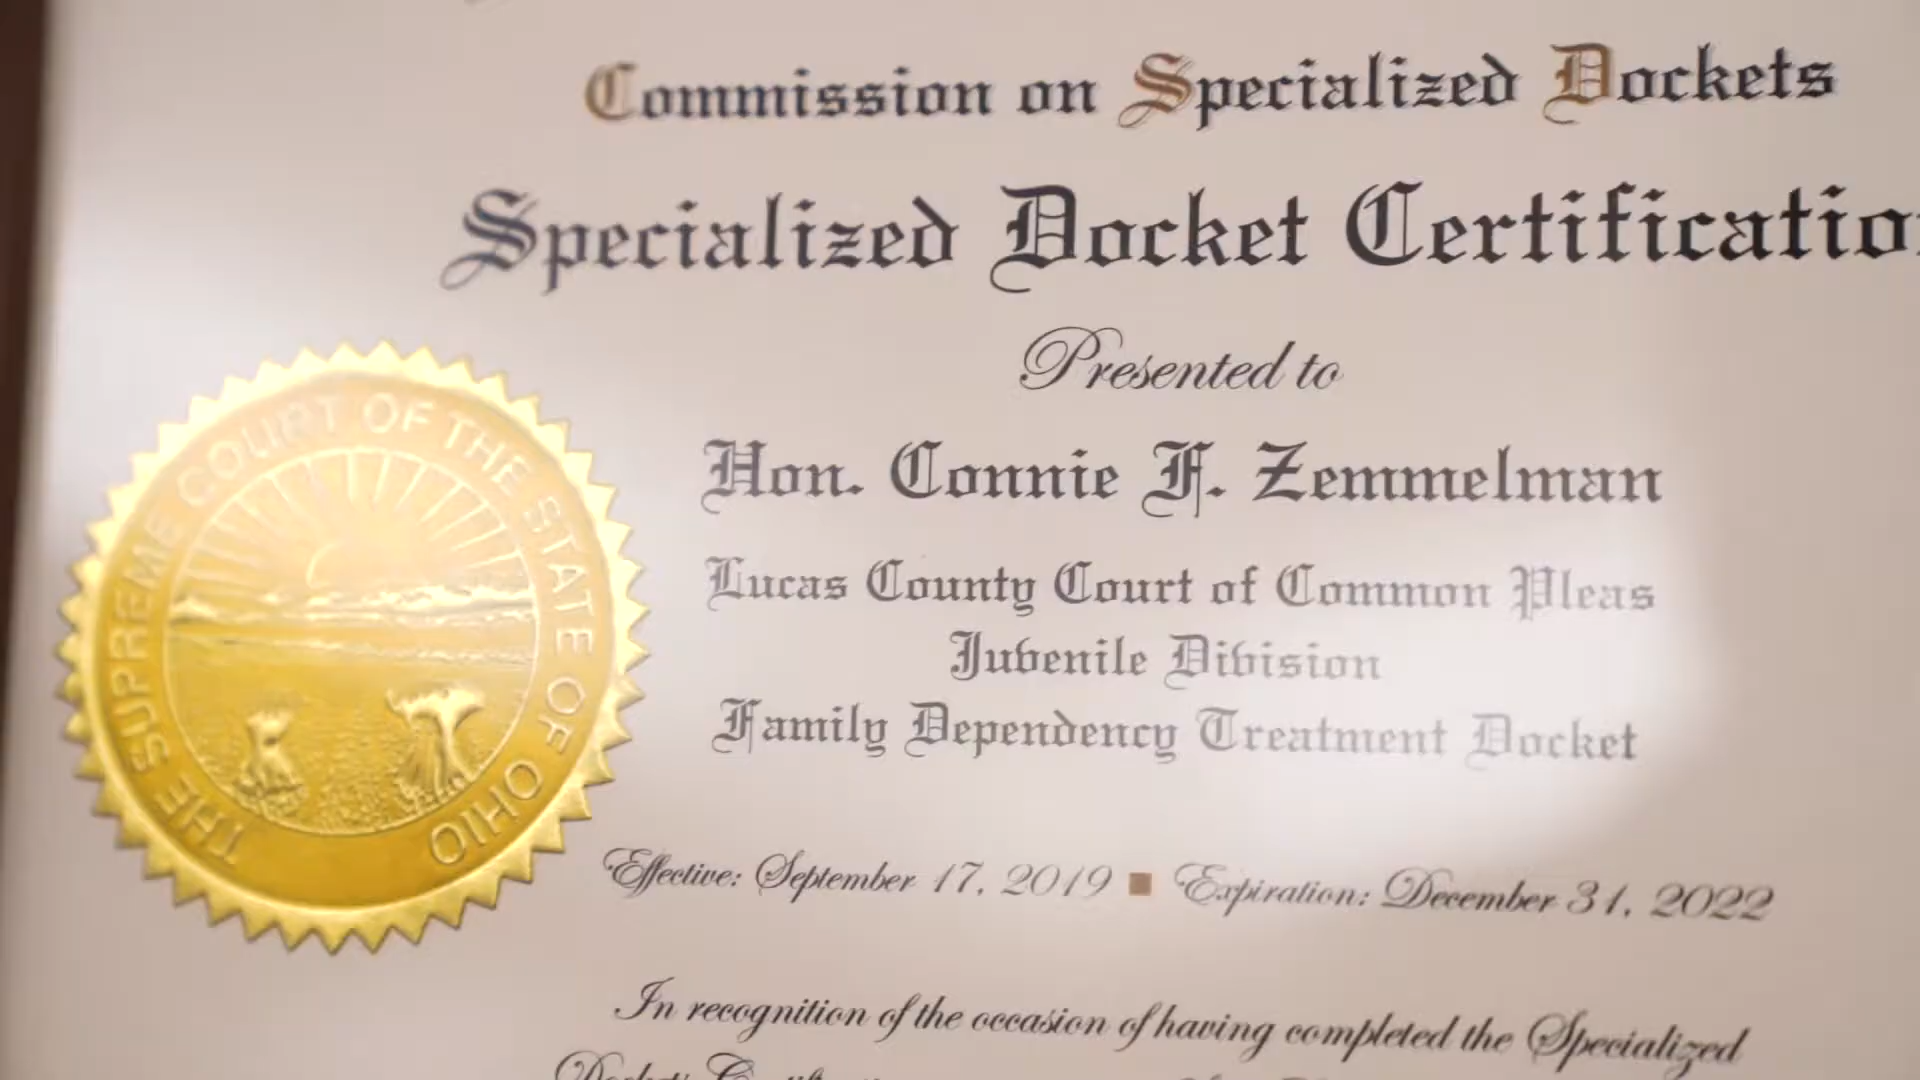 Commission on Specialized Dockets
Specialized Docket Certificatio
Presented to
Hon. Connie F. Zemmelman
Lucas County Court of Common Pleas
Juvenile Division
Family Dependency Treatment Docket
Effective: September 17, 2019 ■ Expiration: December 31, 2022
In recognition of the occasion of having completed the Specialized
THE SUPREME COURT OF THE STATE OF OHIO